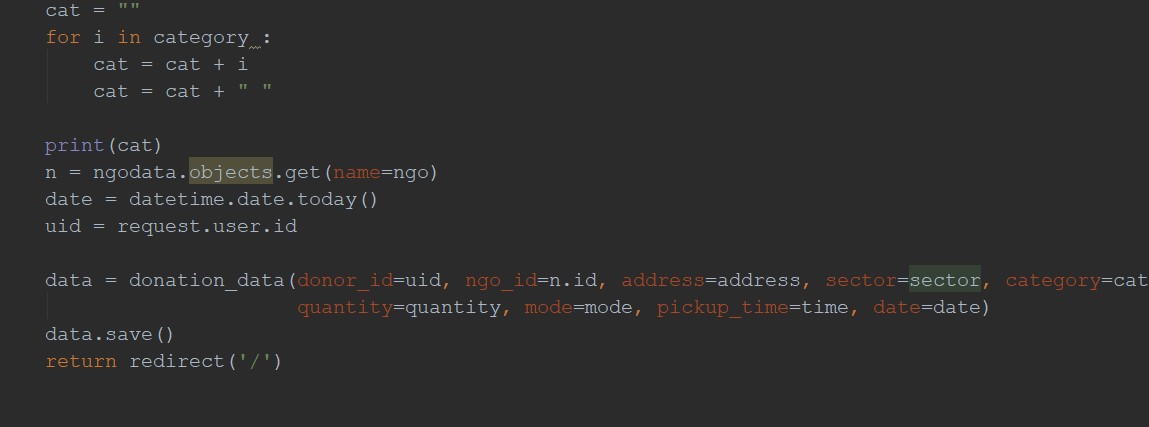 cat = ""
for i in category :
    cat = cat + i
    cat = cat + " "
print(cat)
n = ngodata.objects.get(name=ngo)
date = datetime.date.today()
uid = request.user.id
data = donation_data(donor_id=uid, ngo_id=n.id, address=address, sector=sector, category=cat
                     quantity=quantity, mode=mode, pickup_time=time, date=date)
data.save()
return redirect('/')